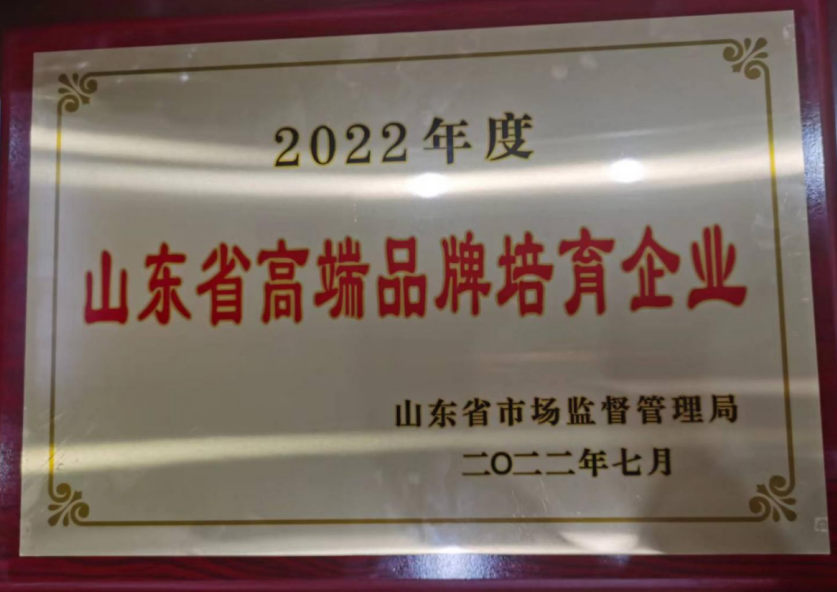 2022年度
山东省高端品牌培育企业
山东省市场监督管理局
二〇二二年七月